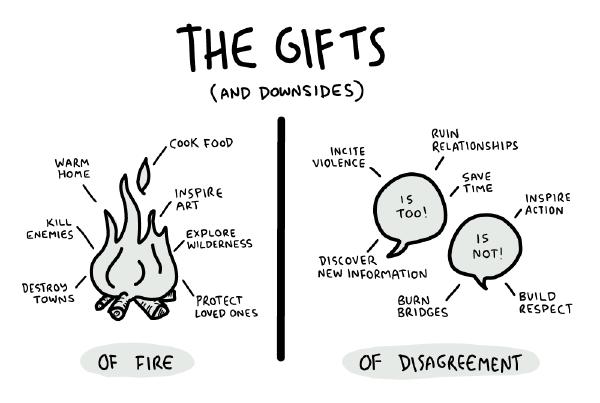 THE GIFTS
(AND DOWNSIDES)
COOK FOOD
WARM
HOME
INSPIRE
ART
KILL
ENEMIES
EXPLORE
WILDERNESS
DESTROY
TOWNS
PROTECT
LOVED ONES
OF FIRE
RUIN
RELATIONSHIPS
INCITE
VIOLENCE
SAVE
TIME
IS
TOO!
INSPIRE
ACTION
IS
NOT!
DISCOVER
NEW INFORMATION
BURN
BRIDGES
BUILD
RESPECT
OF DISAGREEMENT